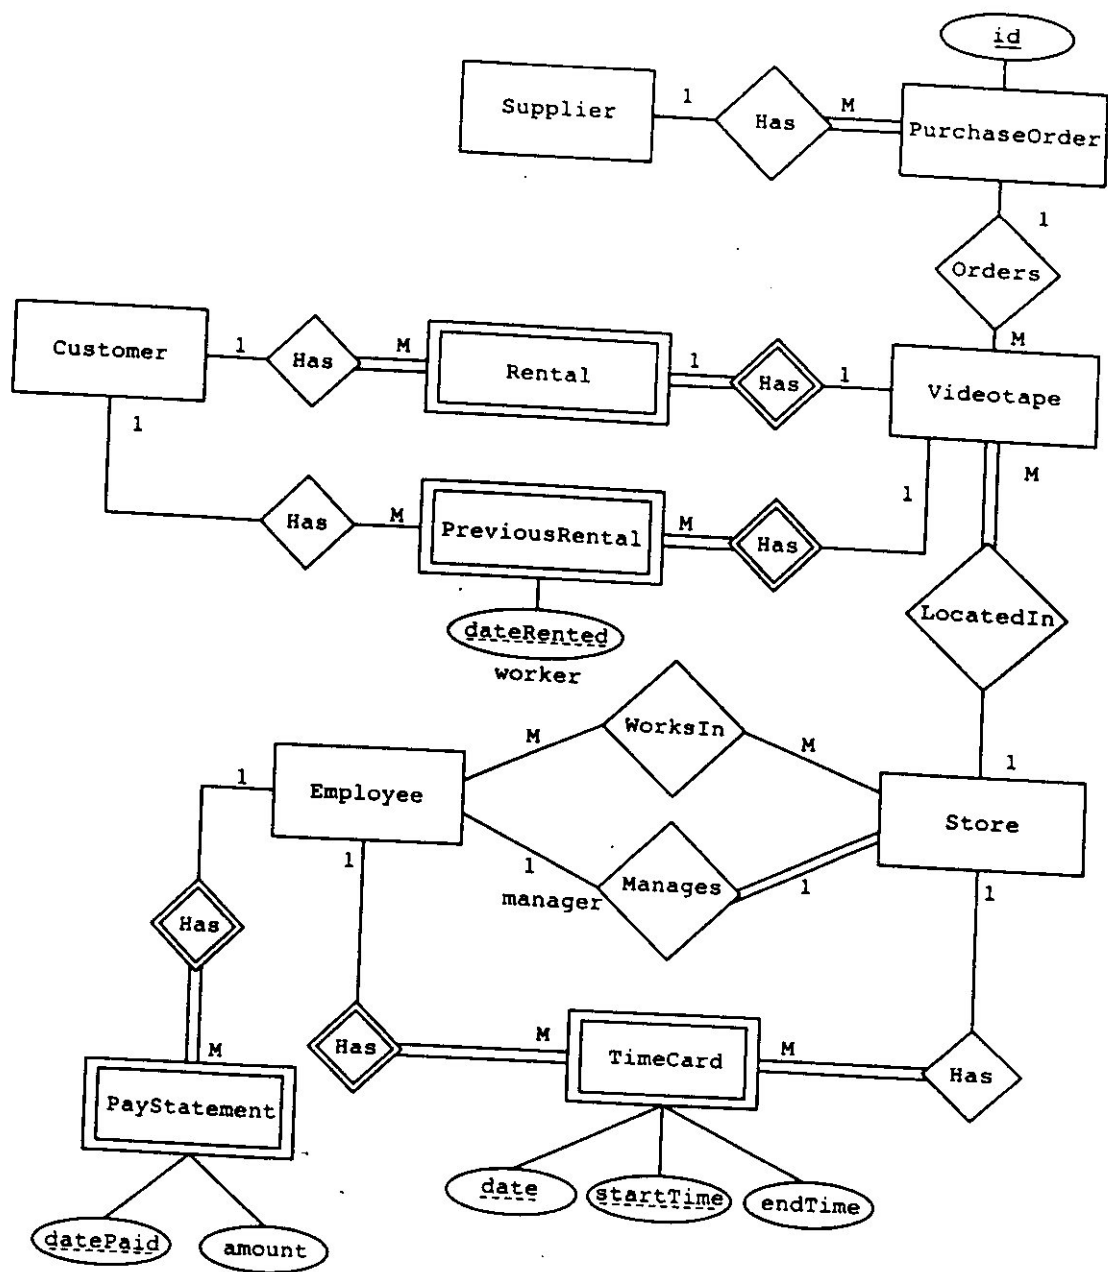 id
Supplier
1
Has
M
PurchaseOrder
1
Orders
M
Customer
1
Has
M
Rental
1
Has
1
Videotape
1
M
1
Has
M
PreviousRental
M
Has
LocatedIn
dateRented
worker
M
WorksIn
M
1
1
Employee
Store
1
1
manager
Manages
1
1
Has
Has
M
TimeCard
M
Has
M
PayStatement
date
startTime
endTime
datePaid
amount